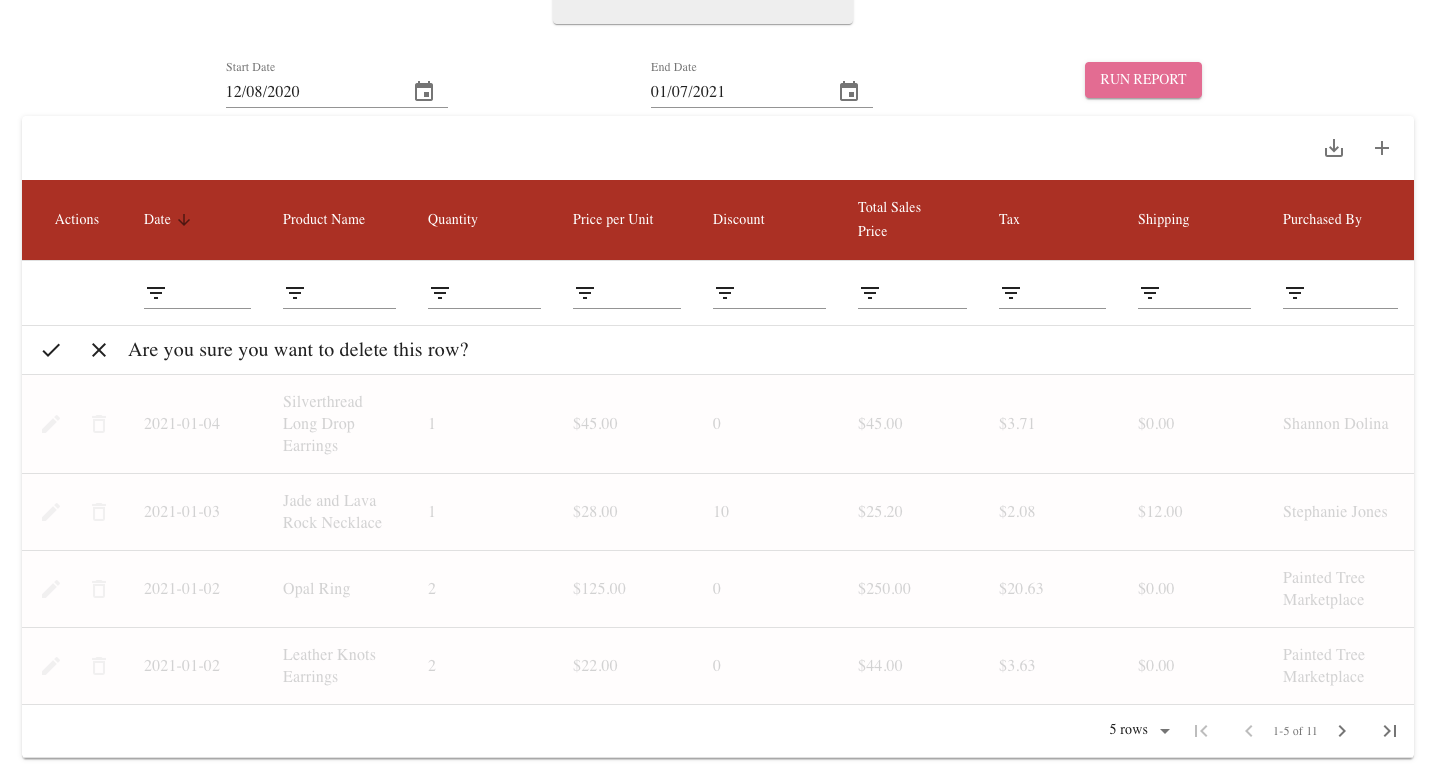 Start Date
End Date
12/08/2020
01/07/2021
RUN REPORT
Actions
Date
Product Name
Quantity
Price per Unit
Discount
Total Sales
Price
Tax
Shipping
Purchased By
Are you sure you want to delete this row?
2021-01-04
Silverthread
Long Drop
Earrings
1
$45.00
0
$45.00
$3.71
$0.00
Shannon Dolina
2021-01-03
Jade and Lava
Rock Necklace
1
$28.00
10
$25.20
$2.08
$12.00
Stephanie Jones
2021-01-02
Opal Ring
2
$125.00
0
$250.00
$20.63
$0.00
Painted Tree
Marketplace
2021-01-02
Leather Knots
Earrings
2
$22.00
0
$44.00
$3.63
$0.00
Painted Tree
Marketplace
5 rows
1-5 of 11